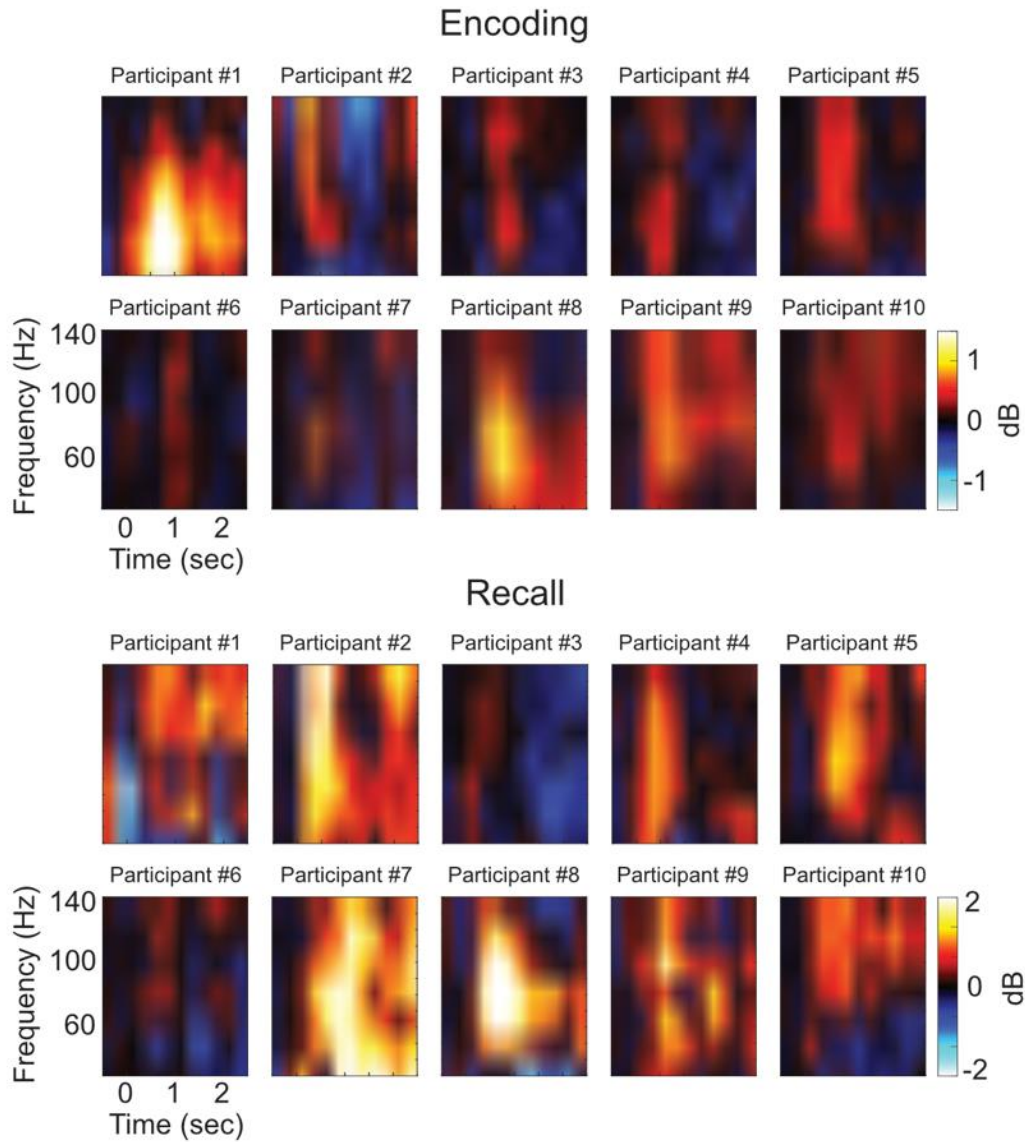 Encoding
Participant #1 Participant #2 Participant #3 Participant #4 Participant #5
Participant #6 Participant #7 Participant #8 Participant #9 Participant #10
Frequency (Hz)
140
100
60
0 1 2
Time (sec)
1
0
-1
dB
Recall
Participant #1 Participant #2 Participant #3 Participant #4 Participant #5
Participant #6 Participant #7 Participant #8 Participant #9 Participant #10
Frequency (Hz)
140
100
60
0 1 2
Time (sec)
2
0
-2
dB